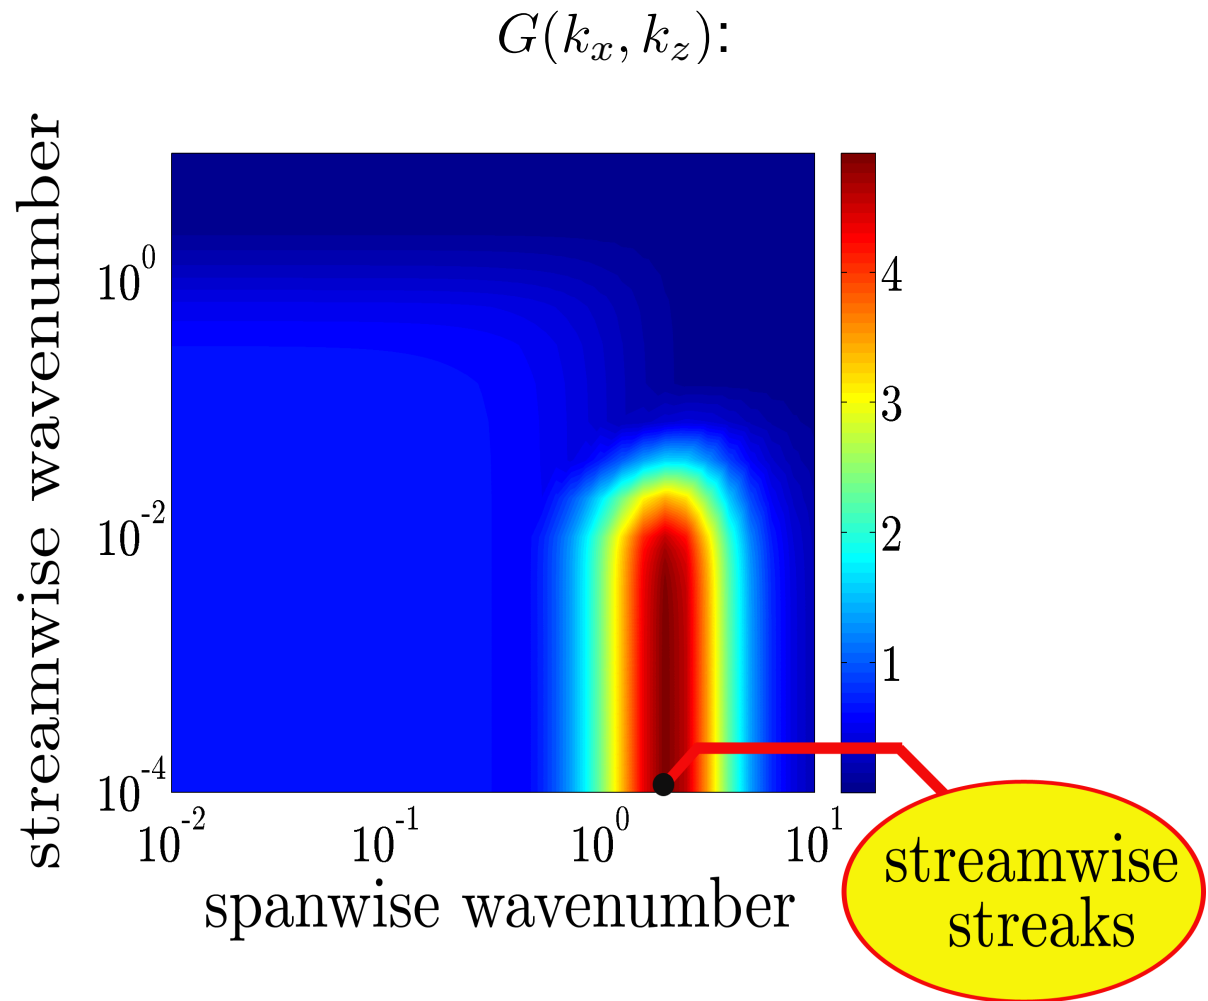 G(k_x, k_z):
streamwise wavenumber
10^0
10^-2
10^-4
10^-2
10^-1
10^0
10^1
spanwise wavenumber
4
3
2
1
streamwise
streaks